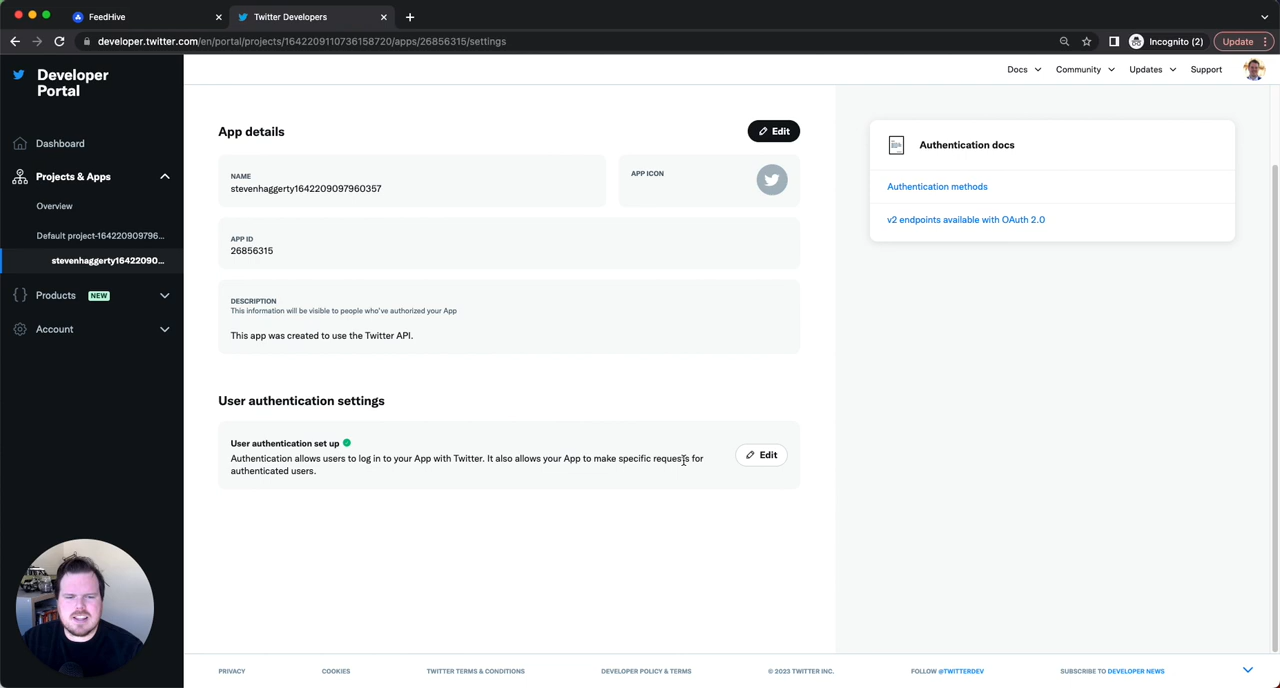 FeedHive
Twitter Developers
developer.twitter.com/en/portal/projects/1642209110736158720/apps/26856315/settings
Incognito (2)
Update
Developer
Portal
Docs
Community
Updates
Support
Dashboard
Projects & Apps
Overview
Default project-164220909796...
stevenhaggerty16422090...
Products NEW
Account
App details
Edit
NAME
stevenhaggerty1642209097960357
APP ICON
APP ID
26856315
DESCRIPTION
This information will be visible to people who've authorized your App
This app was created to use the Twitter API.
User authentication settings
User authentication set up
Authentication allows users to log in to your App with Twitter. It also allows your App to make specific requests for
authenticated users.
Edit
Authentication docs
Authentication methods
v2 endpoints available with OAuth 2.0
PRIVACY
COOKIES
TWITTER TERMS & CONDITIONS
DEVELOPER POLICY & TERMS
© 2023 TWITTER INC.
FOLLOW @TWITTERDEV
SUBSCRIBE TO DEVELOPER NEWS